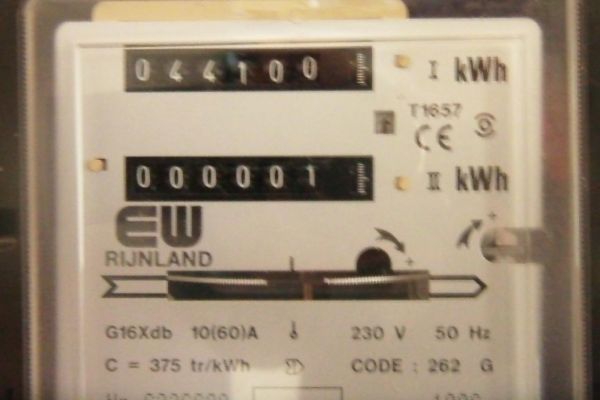 044100 I kWh
T1657
CE
000001 II kWh
EW
RIJNLAND
+
+
G16Xdb 10(60)A 230 V 50 Hz
C = 375 tr/kWh CODE : 262 G